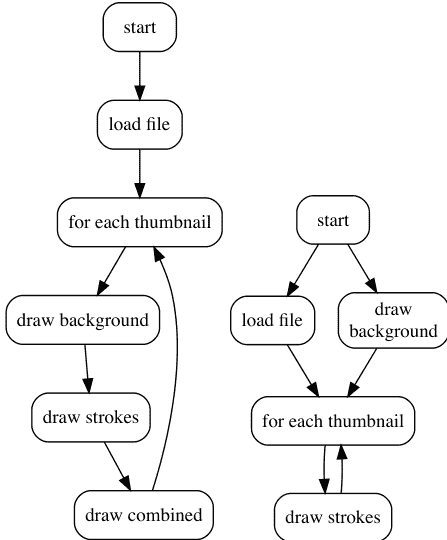 start
load file
for each thumbnail
draw background
draw strokes
draw combined
start
load file
draw
background
for each thumbnail
draw strokes